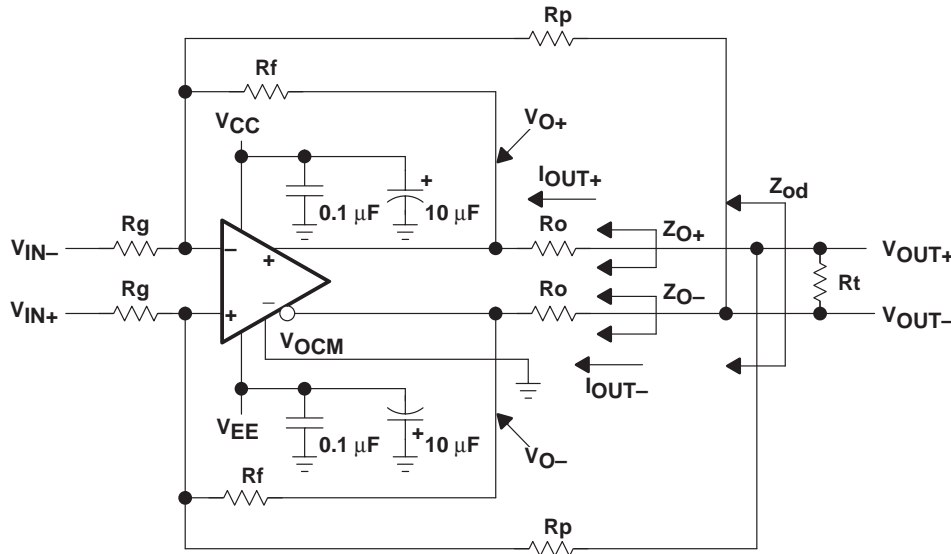 Rp
Rf
VCC
VO+
IOUT+
+
0.1 μF
10 μF
Zod
Rg
Ro
ZO+
VIN–
–
+
VOUT+
Rt
Rg
Ro
ZO–
VIN+
+
–
VOUT–
VOCM
IOUT–
VEE
0.1 μF
+
10 μF
VO–
Rf
Rp